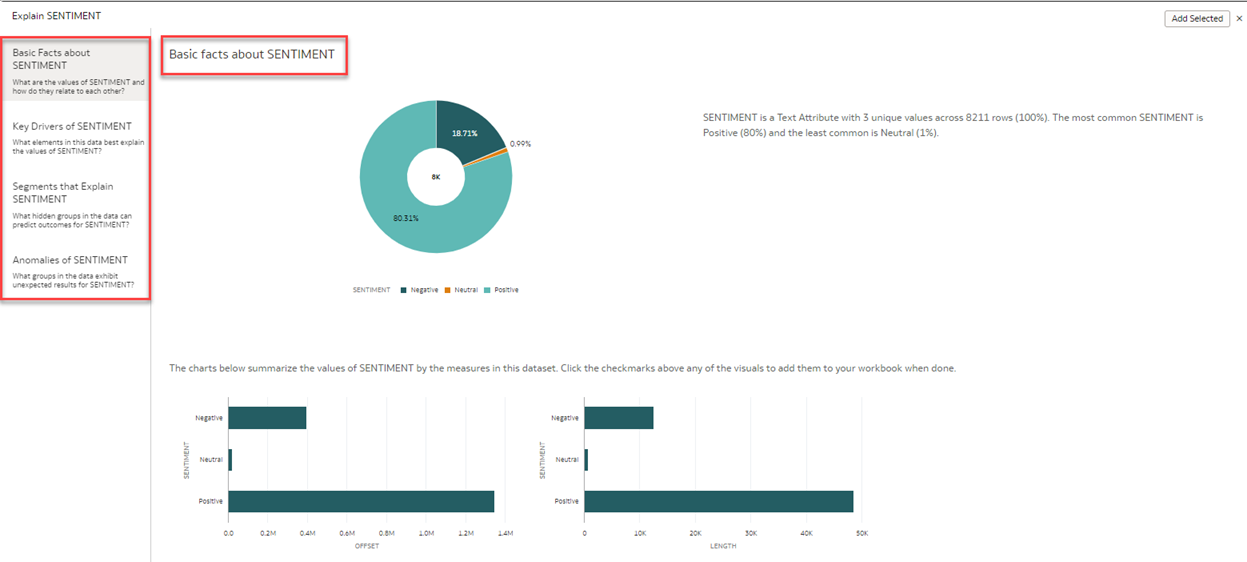 Explain SENTIMENT
Add Selected ×
Basic Facts about
SENTIMENT
What are the values of SENTIMENT and
how do they relate to each other?
Key Drivers of SENTIMENT
What elements in this data best explain
the values of SENTIMENT?
Segments that Explain
SENTIMENT
What hidden groups in the data can
predict outcomes for SENTIMENT?
Anomalies of SENTIMENT
What groups in the data exhibit
unexpected results for SENTIMENT?
Basic facts about SENTIMENT
18.71%
0.99%
8K
80.31%
SENTIMENT Negative Neutral Positive
SENTIMENT is a Text Attribute with 3 unique values across 8211 rows (100%). The most common SENTIMENT is
Positive (80%) and the least common is Neutral (1%).
The charts below summarize the values of SENTIMENT by the measures in this dataset. Click the checkmarks above any of the visuals to add them to your workbook when done.
SENTIMENT
Negative
Neutral
Positive
0.0 0.2M 0.4M 0.6M 0.8M 1.0M 1.2M 1.4M
OFFSET
SENTIMENT
Negative
Neutral
Positive
0 10K 20K 30K 40K 50K
LENGTH